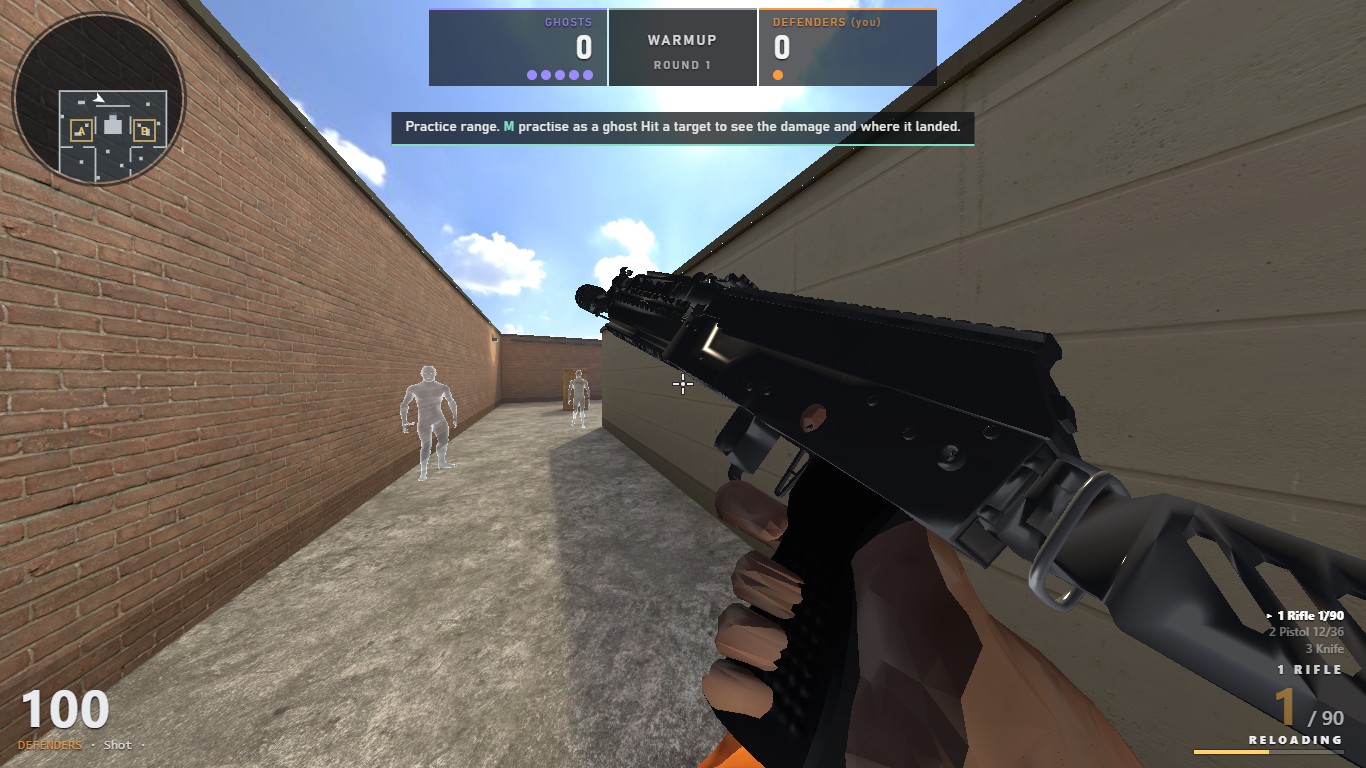 GHOSTS
0
WARMUP
ROUND 1
DEFENDERS (you)
0
A
B
Practice range. M practise as a ghost Hit a target to see the damage and where it landed.
▸ 1 Rifle 1/90
2 Pistol 12/36
3 Knife
1 RIFLE
1 / 90
RELOADING
100
DEFENDERS · Shot ·